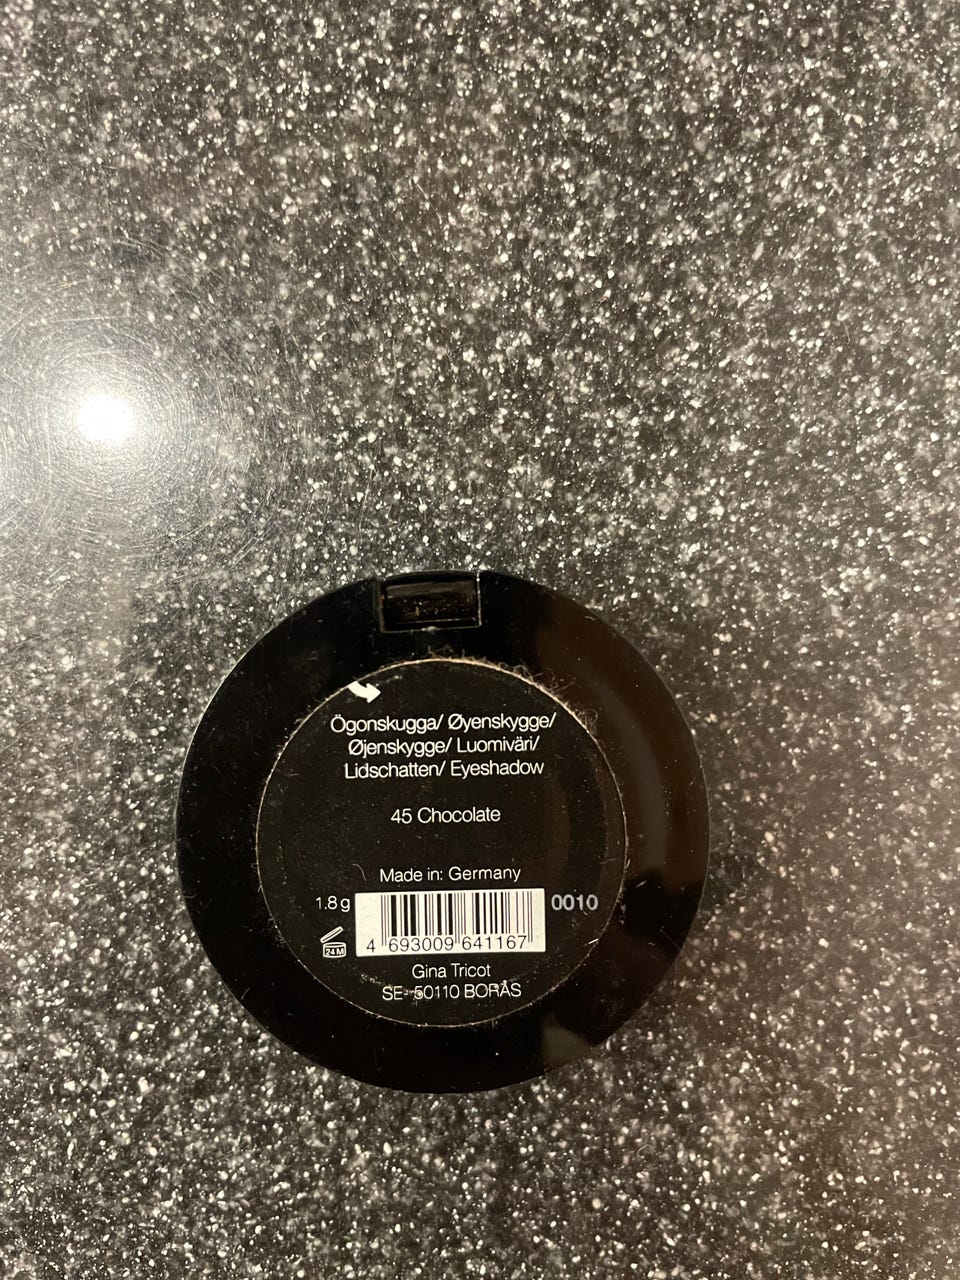 Ögonskugga/ Øyenskygge/
Øjenskygge/ Luomiväri/
Lidschatten/ Eyeshadow
45 Chocolate
Made in: Germany
1.8 g
0010
4 693009 641167
24 M
Gina Tricot
SE- 50110 BORÅS